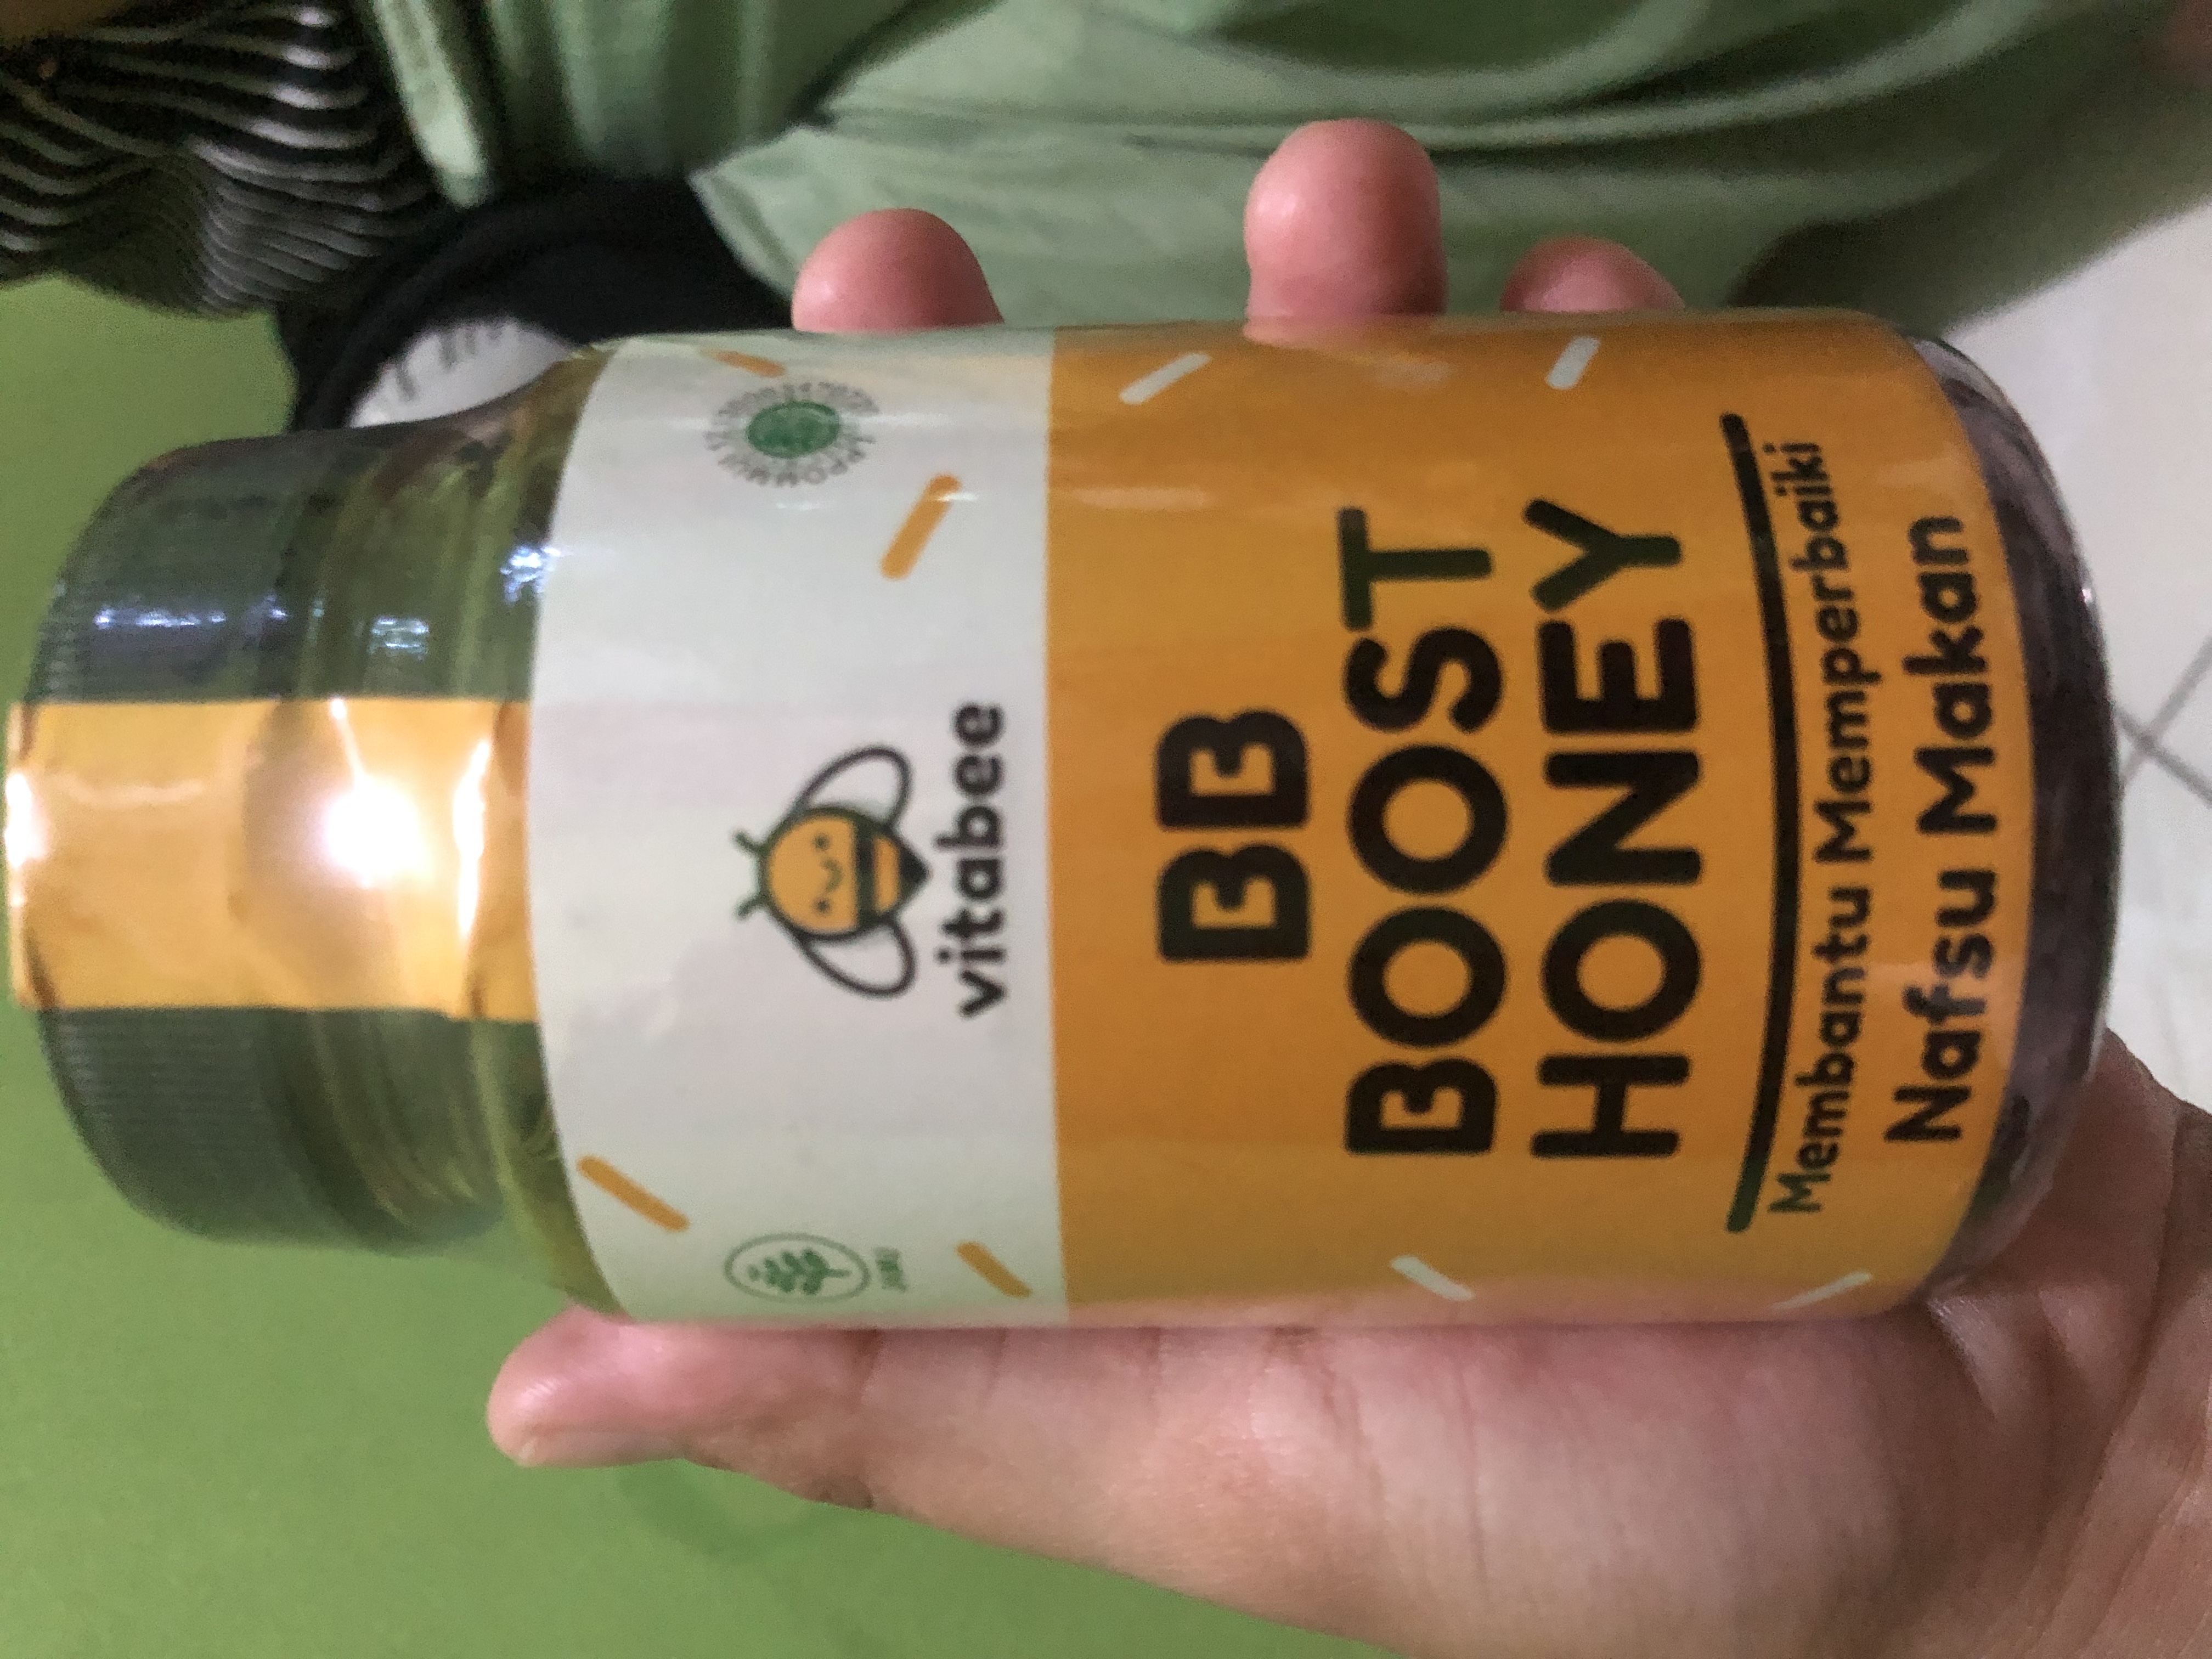 vitabee
BB
BOOST
HONEY
Membantu Memperbaiki
Nafsu Makan